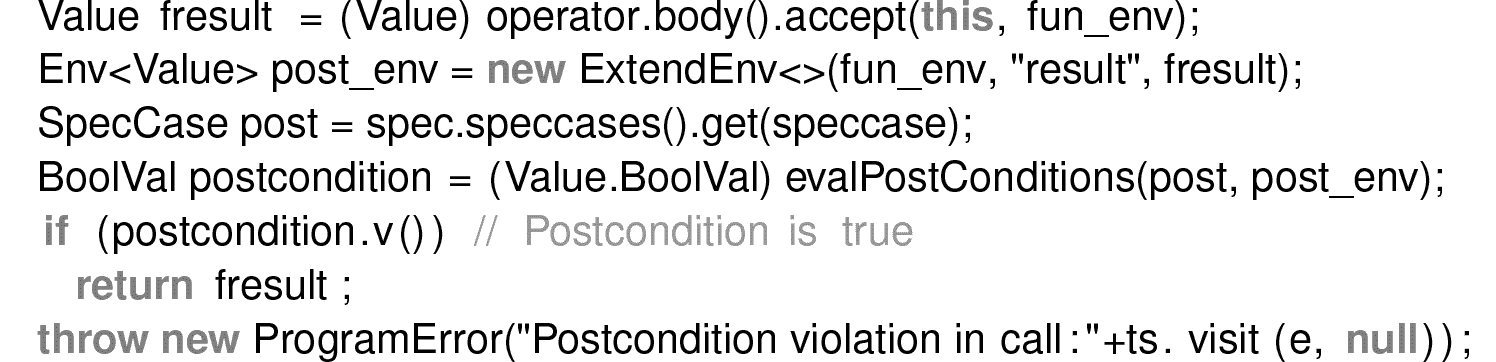 Value fresult = (Value) operator.body().accept(this, fun_env);
Env<Value> post_env = new ExtendEnv<>(fun_env, "result", fresult);
SpecCase post = spec.speccases().get(speccase);
BoolVal postcondition = (Value.BoolVal) evalPostConditions(post, post_env);
if (postcondition.v()) // Postcondition is true
return fresult ;
throw new ProgramError("Postcondition violation in call:"+ts. visit (e, null));